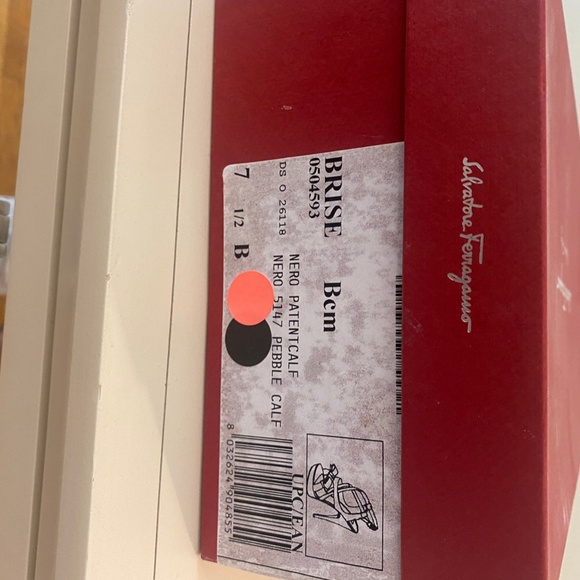 Salvatore Ferragamo
BRISE Bcm
0504593
NERO PATENTCALF
DS O 26118 NERO 5147 PEBBLE CALF
7 1/2 B
UPC/EAN
8 032624 904855